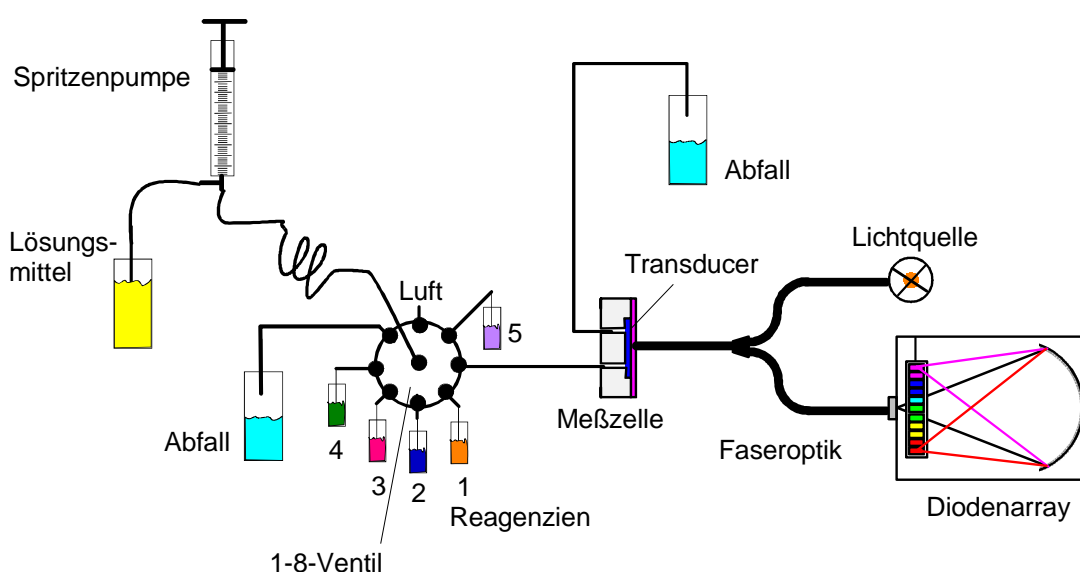 Spritzenpumpe
Abfall
Lösungs-
mittel
Lichtquelle
Transducer
Luft
5
Meßzelle
Abfall
4
3
2
1
Reagenzien
Faseroptik
Diodenarray
1-8-Ventil